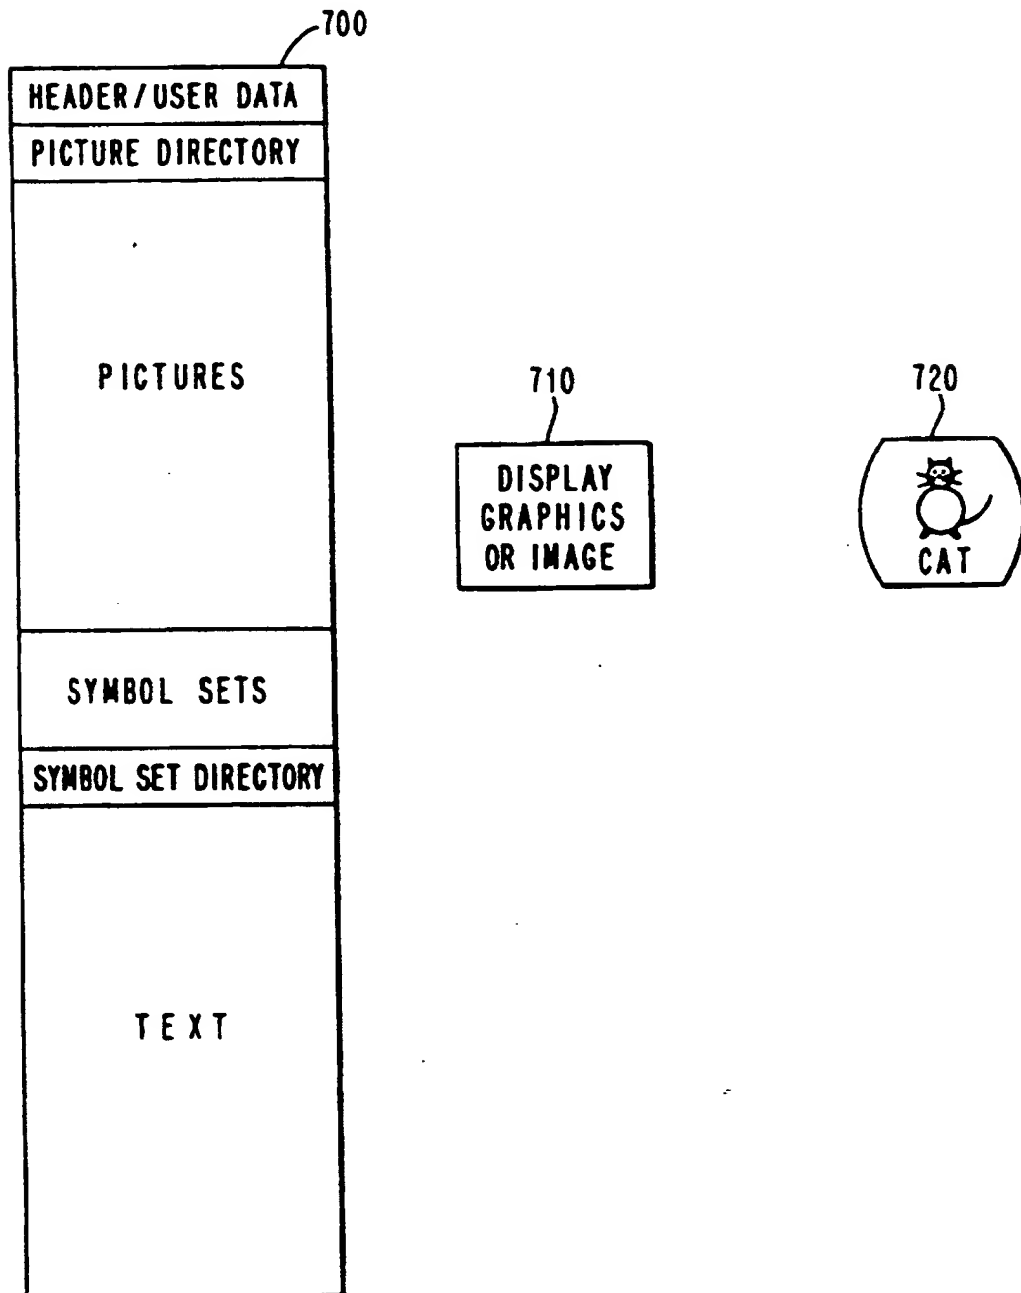 700
HEADER/USER DATA
PICTURE DIRECTORY
PICTURES
SYMBOL SETS
SYMBOL SET DIRECTORY
TEXT
710
DISPLAY
GRAPHICS
OR IMAGE
720
CAT